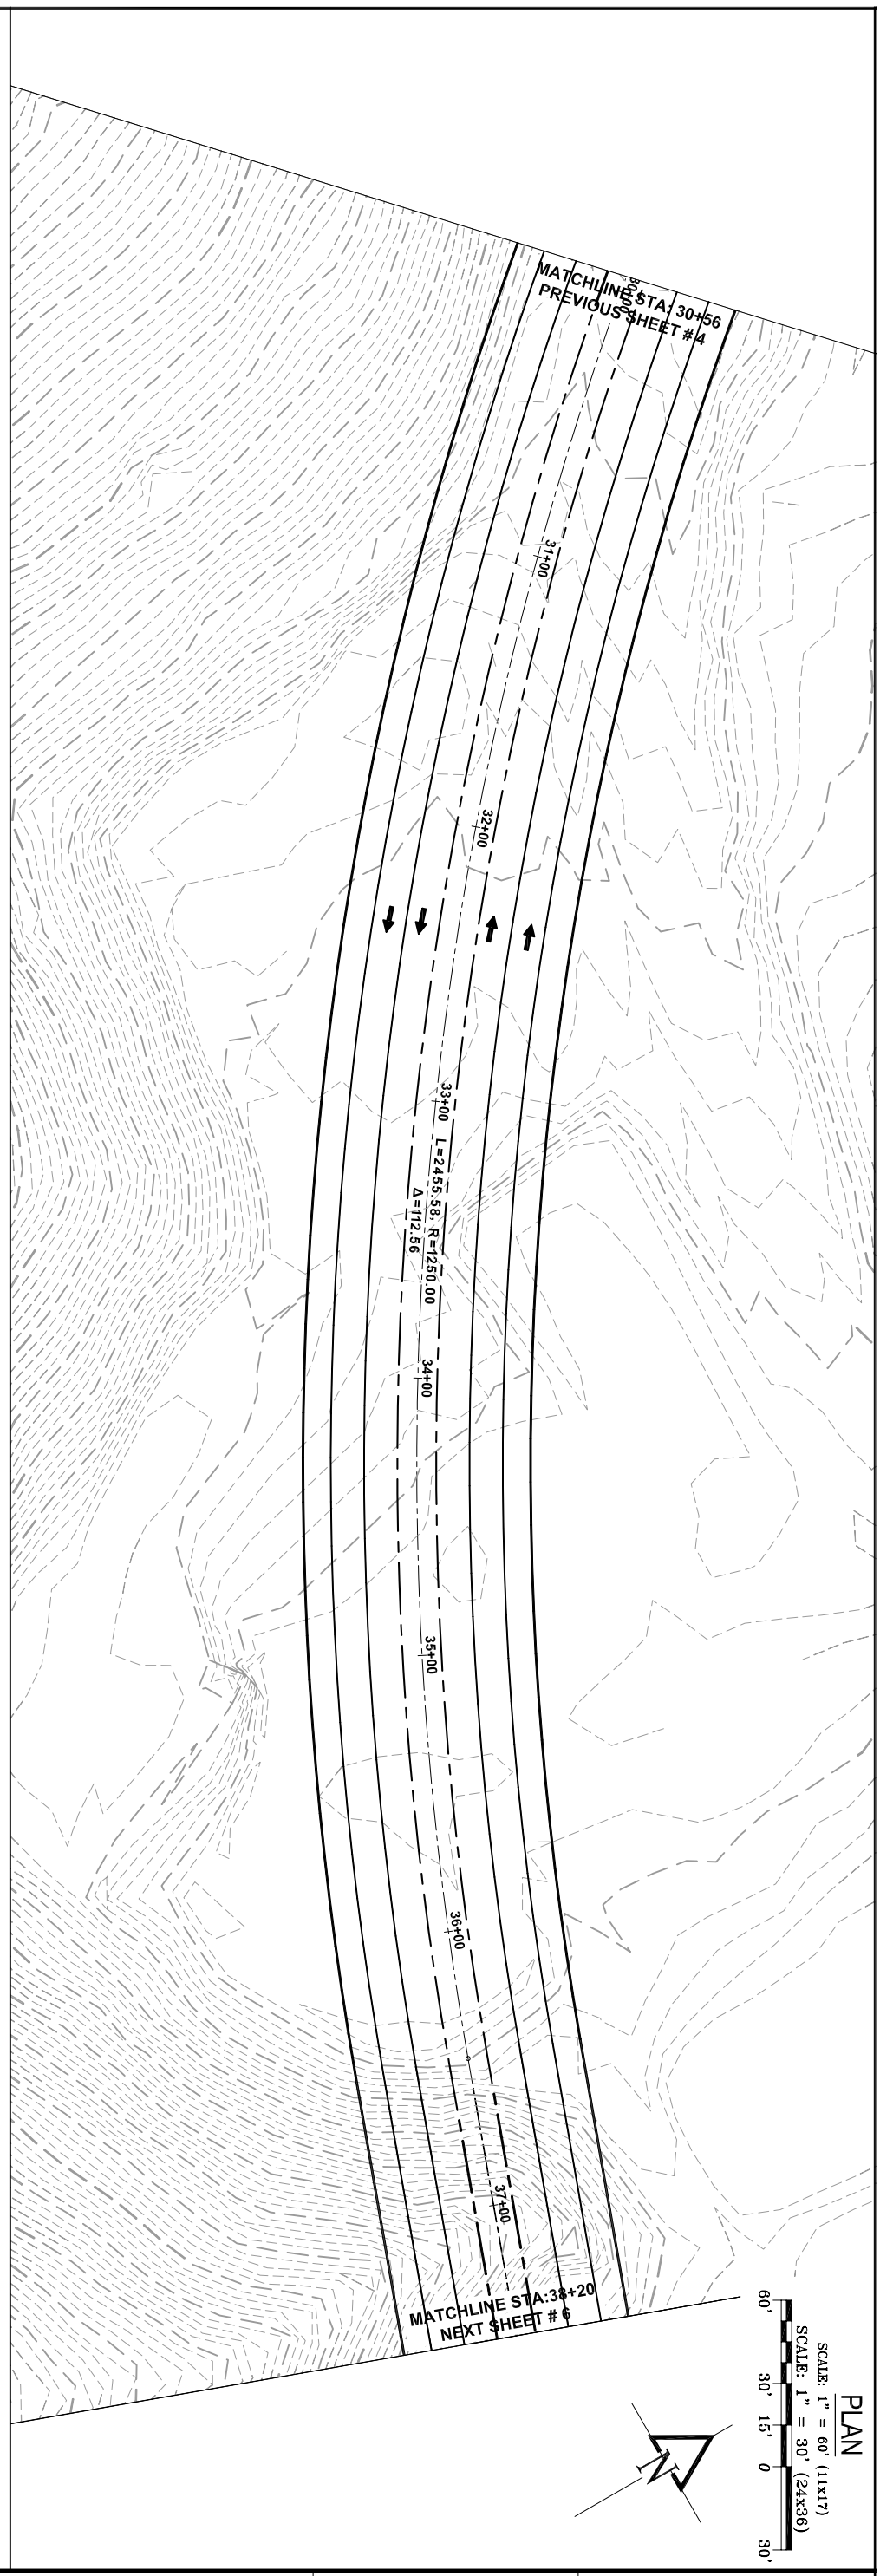 MATCHLINE STA: 30+56
PREVIOUS SHEET # 4
31+00
32+00
33+00
L=2455.58, R=1250.00
Δ=112.56
34+00
35+00
36+00
37+00
MATCHLINE STA:38+20
NEXT SHEET # 6
PLAN
SCALE: 1" = 60' (11x17)
SCALE: 1" = 30' (24x36)
60' 30' 15' 0 30'
N